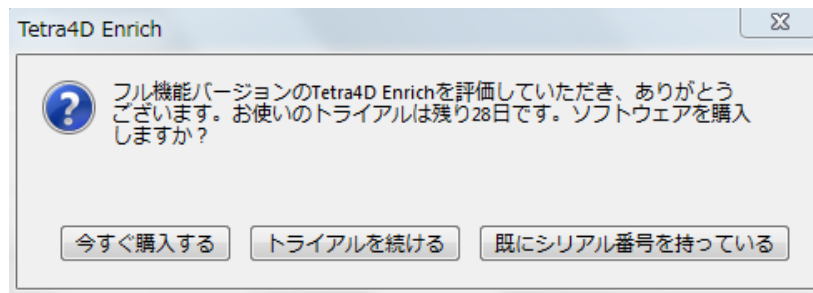 Tetra4D Enrich
フル機能バージョンのTetra4D Enrichを評価していただき、ありがとう
ございます。お使いのトライアルは残り28日です。ソフトウェアを購入
しますか？
今すぐ購入する トライアルを続ける 既にシリアル番号を持っている